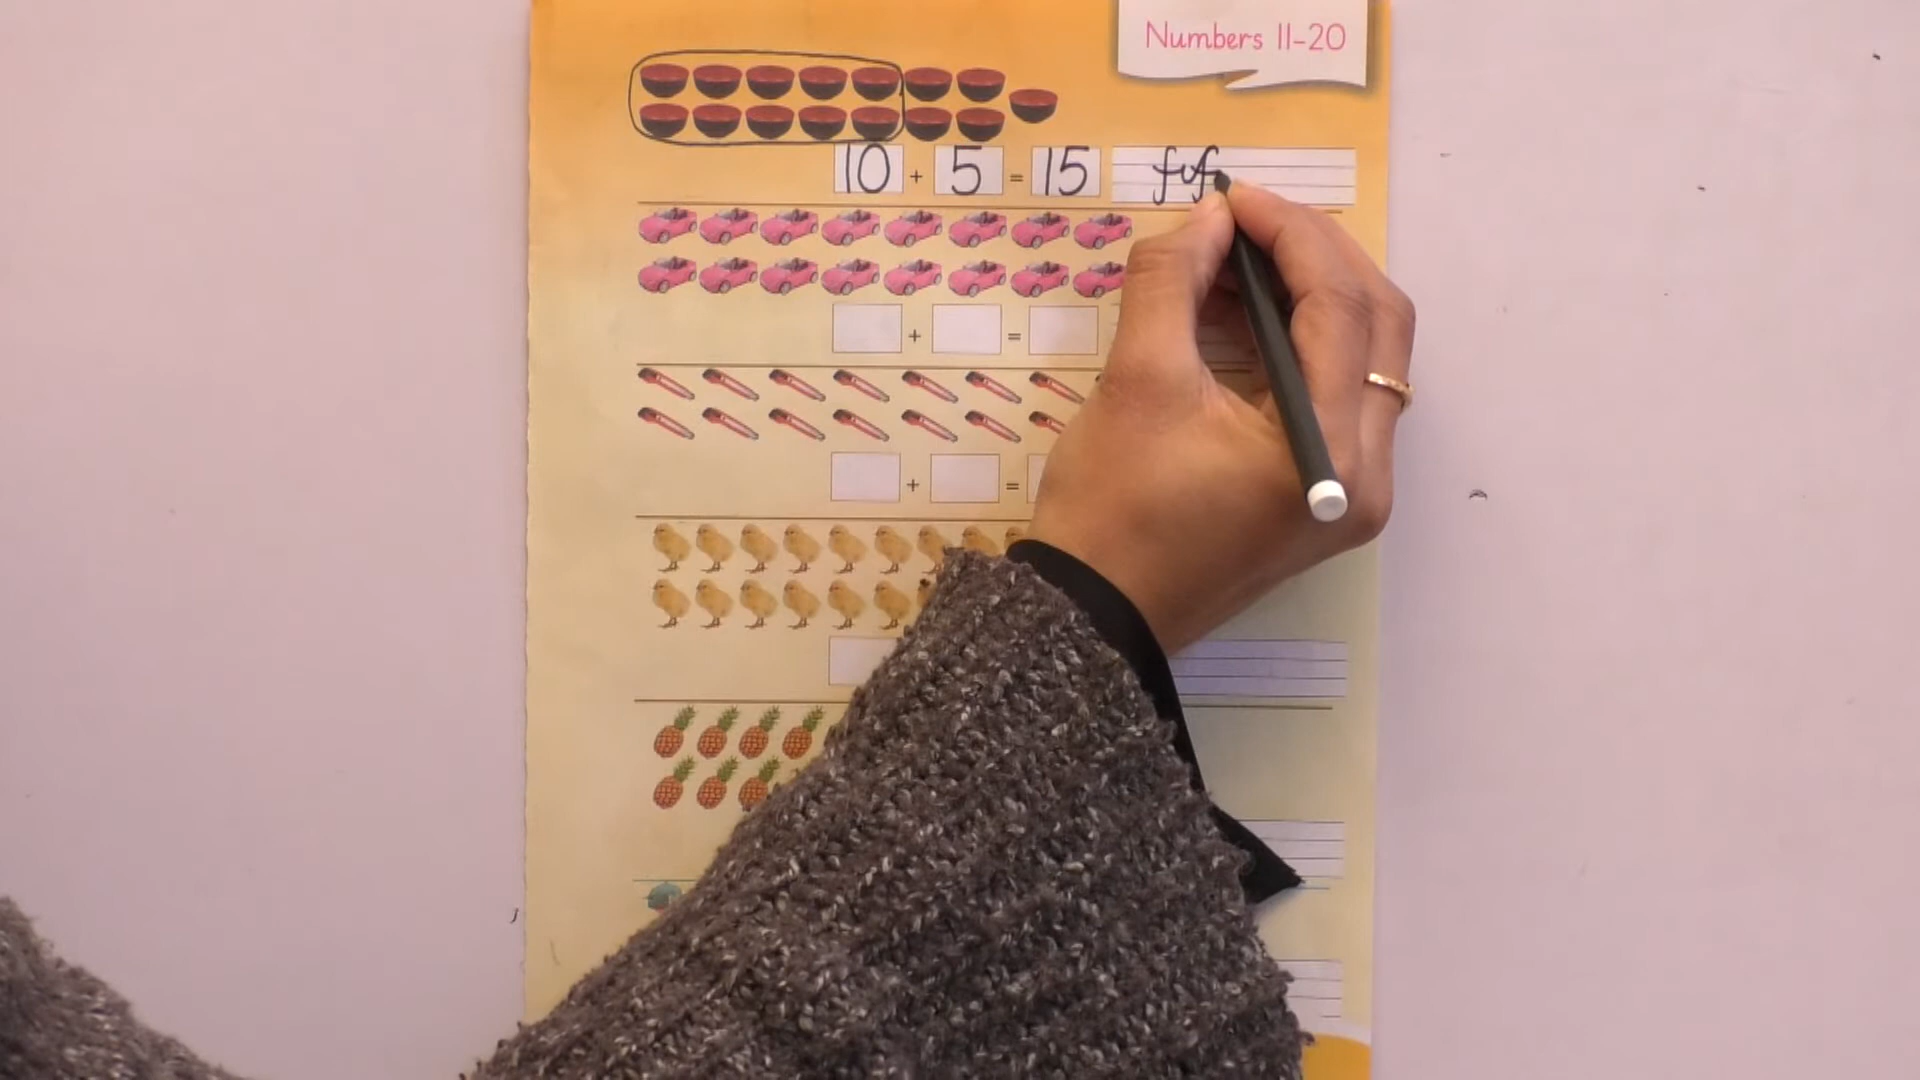 Numbers 11-20
10 + 5 = 15 fif
+ =
+ =